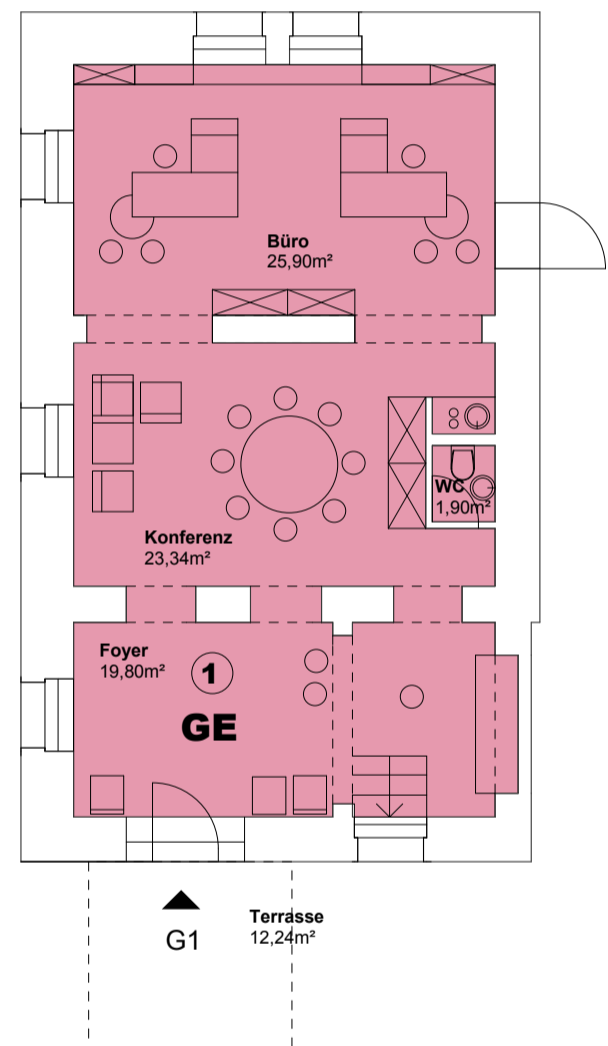 Büro
25,90m²
WC
1,90m²
Konferenz
23,34m²
Foyer
19,80m²
1
GE
G1
Terrasse
12,24m²